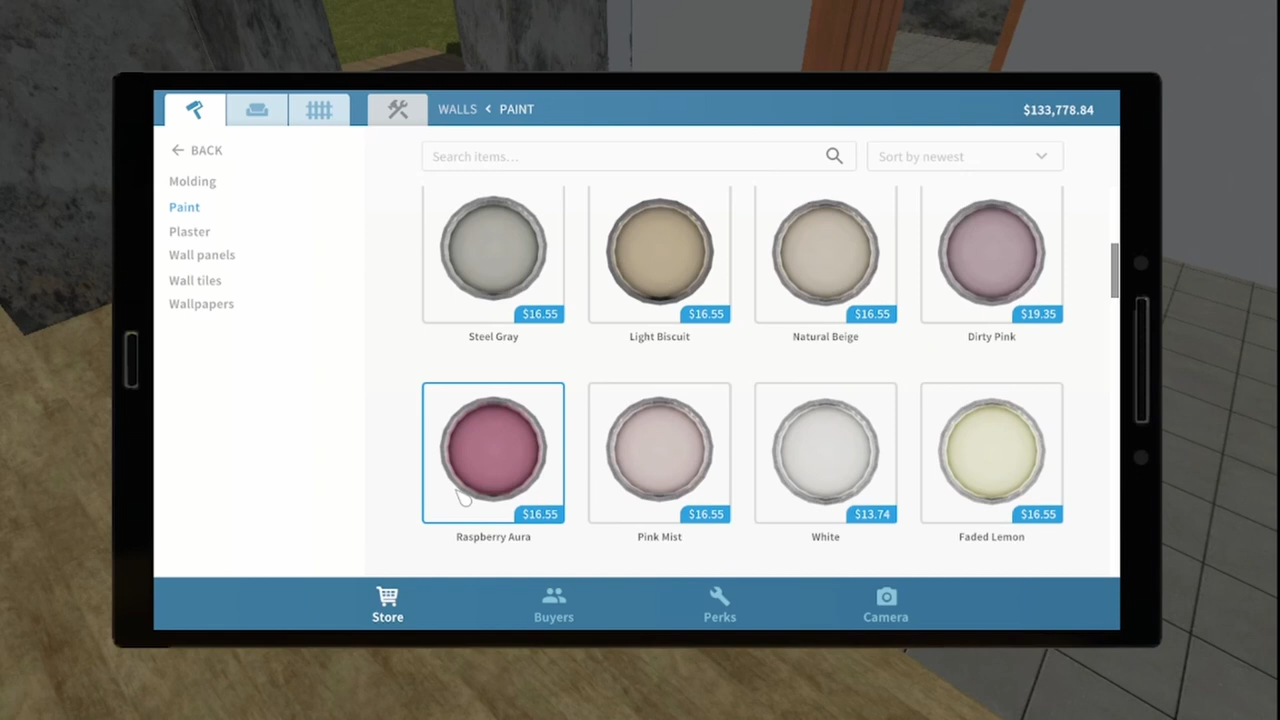 WALLS < PAINT
$133,778.84
BACK
Search items...
Sort by newest
Molding
Paint
Plaster
Wall panels
Wall tiles
Wallpapers
$16.55
$16.55
$16.55
$19.35
Steel Gray
Light Biscuit
Natural Beige
Dirty Pink
$16.55
$16.55
$13.74
$16.55
Raspberry Aura
Pink Mist
White
Faded Lemon
Store
Buyers
Perks
Camera